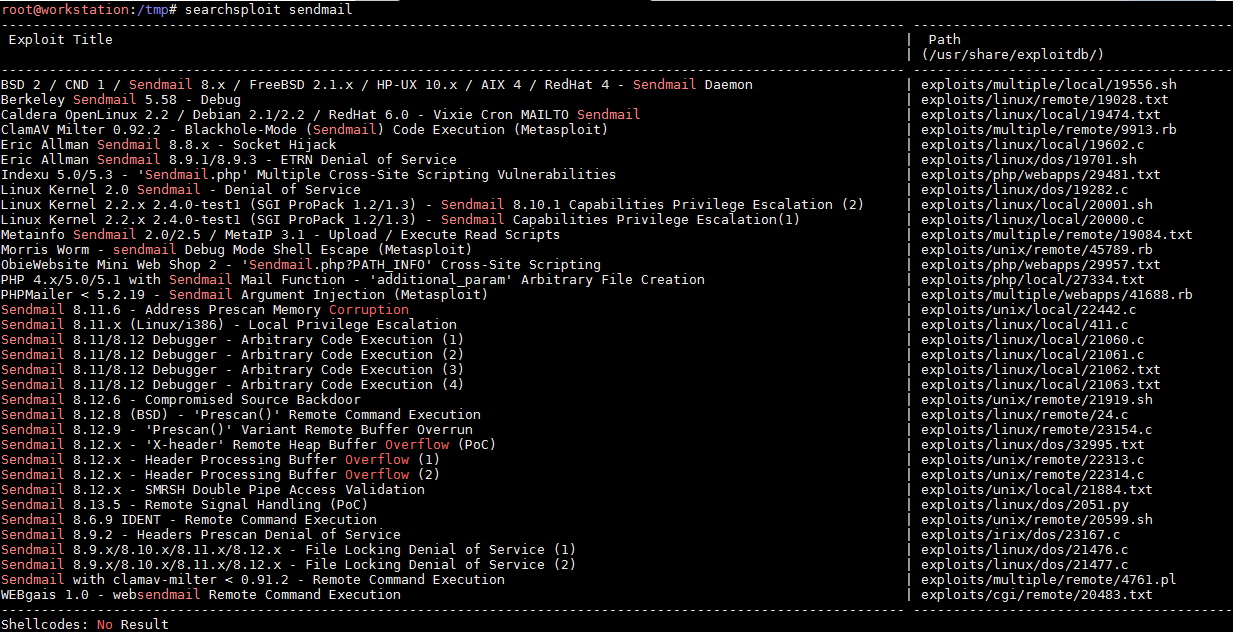 root@workstation:/tmp# searchsploit sendmail
--------------------------------------- ----------------------------------------
 Exploit Title | Path
 | (/usr/share/exploitdb/)
--------------------------------------- ----------------------------------------
BSD 2 / CND 1 / Sendmail 8.x / FreeBSD 2.1.x / HP-UX 10.x / AIX 4 / RedHat 4 - Sendmail Daemon | exploits/multiple/local/19556.sh
Berkeley Sendmail 5.58 - Debug | exploits/linux/remote/19028.txt
Caldera OpenLinux 2.2 / Debian 2.1/2.2 / RedHat 6.0 - Vixie Cron MAILTO Sendmail | exploits/linux/local/19474.txt
ClamAV Milter 0.92.2 - Blackhole-Mode (Sendmail) Code Execution (Metasploit) | exploits/multiple/remote/9913.rb
Eric Allman Sendmail 8.8.x - Socket Hijack | exploits/linux/local/19602.c
Eric Allman Sendmail 8.9.1/8.9.3 - ETRN Denial of Service | exploits/linux/dos/19701.sh
Indexu 5.0/5.3 - 'Sendmail.php' Multiple Cross-Site Scripting Vulnerabilities | exploits/php/webapps/29481.txt
Linux Kernel 2.0 Sendmail - Denial of Service | exploits/linux/dos/19282.c
Linux Kernel 2.2.x 2.4.0-test1 (SGI ProPack 1.2/1.3) - Sendmail 8.10.1 Capabilities Privilege Escalation (2) | exploits/linux/local/20001.sh
Linux Kernel 2.2.x 2.4.0-test1 (SGI ProPack 1.2/1.3) - Sendmail Capabilities Privilege Escalation(1) | exploits/linux/local/20000.c
Metainfo Sendmail 2.0/2.5 / MetaIP 3.1 - Upload / Execute Read Scripts | exploits/multiple/remote/19084.txt
Morris Worm - sendmail Debug Mode Shell Escape (Metasploit) | exploits/unix/remote/45789.rb
ObieWebsite Mini Web Shop 2 - 'Sendmail.php?PATH_INFO' Cross-Site Scripting | exploits/php/webapps/29957.txt
PHP 4.x/5.0/5.1 with Sendmail Mail Function - 'additional_param' Arbitrary File Creation | exploits/php/local/27334.txt
PHPMailer < 5.2.19 - Sendmail Argument Injection (Metasploit) | exploits/multiple/webapps/41688.rb
Sendmail 8.11.6 - Address Prescan Memory Corruption | exploits/unix/local/22442.c
Sendmail 8.11.x (Linux/i386) - Local Privilege Escalation | exploits/linux/local/411.c
Sendmail 8.11/8.12 Debugger - Arbitrary Code Execution (1) | exploits/linux/local/21060.c
Sendmail 8.11/8.12 Debugger - Arbitrary Code Execution (2) | exploits/linux/local/21061.c
Sendmail 8.11/8.12 Debugger - Arbitrary Code Execution (3) | exploits/linux/local/21062.txt
Sendmail 8.11/8.12 Debugger - Arbitrary Code Execution (4) | exploits/linux/local/21063.txt
Sendmail 8.12.6 - Compromised Source Backdoor | exploits/unix/remote/21919.sh
Sendmail 8.12.8 (BSD) - 'Prescan()' Remote Command Execution | exploits/linux/remote/24.c
Sendmail 8.12.9 - 'Prescan()' Variant Remote Buffer Overrun | exploits/linux/remote/23154.c
Sendmail 8.12.x - 'X-header' Remote Heap Buffer Overflow (PoC) | exploits/linux/dos/32995.txt
Sendmail 8.12.x - Header Processing Buffer Overflow (1) | exploits/unix/remote/22313.c
Sendmail 8.12.x - Header Processing Buffer Overflow (2) | exploits/unix/remote/22314.c
Sendmail 8.12.x - SMRSH Double Pipe Access Validation | exploits/unix/local/21884.txt
Sendmail 8.13.5 - Remote Signal Handling (PoC) | exploits/linux/dos/2051.py
Sendmail 8.6.9 IDENT - Remote Command Execution | exploits/unix/remote/20599.sh
Sendmail 8.9.2 - Headers Prescan Denial of Service | exploits/irix/dos/23167.c
Sendmail 8.9.x/8.10.x/8.11.x/8.12.x - File Locking Denial of Service (1) | exploits/linux/dos/21476.c
Sendmail 8.9.x/8.10.x/8.11.x/8.12.x - File Locking Denial of Service (2) | exploits/linux/dos/21477.c
Sendmail with clamav-milter < 0.91.2 - Remote Command Execution | exploits/multiple/remote/4761.pl
WEBgais 1.0 - websendmail Remote Command Execution | exploits/cgi/remote/20483.txt
--------------------------------------- ----------------------------------------
Shellcodes: No Result